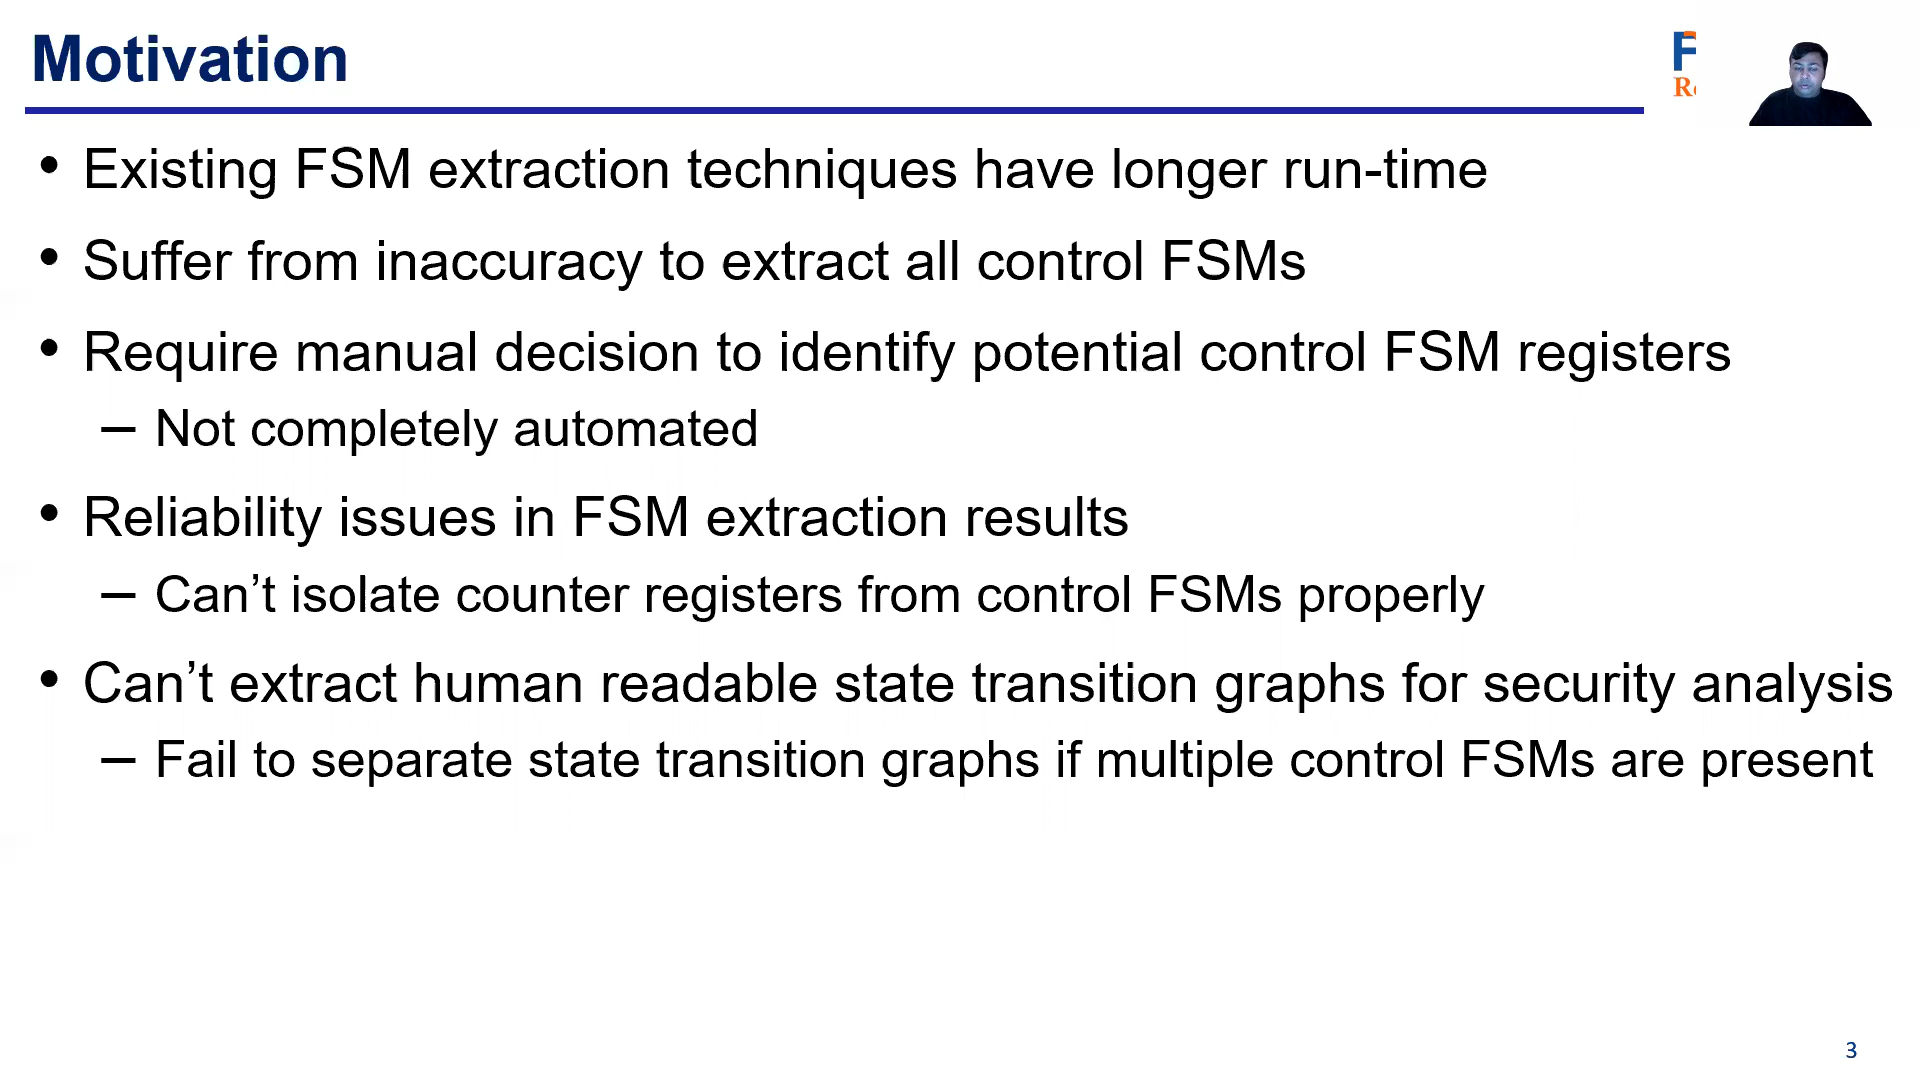 Motivation
• Existing FSM extraction techniques have longer run-time
• Suffer from inaccuracy to extract all control FSMs
• Require manual decision to identify potential control FSM registers
– Not completely automated
• Reliability issues in FSM extraction results
– Can’t isolate counter registers from control FSMs properly
• Can’t extract human readable state transition graphs for security analysis
– Fail to separate state transition graphs if multiple control FSMs are present
3